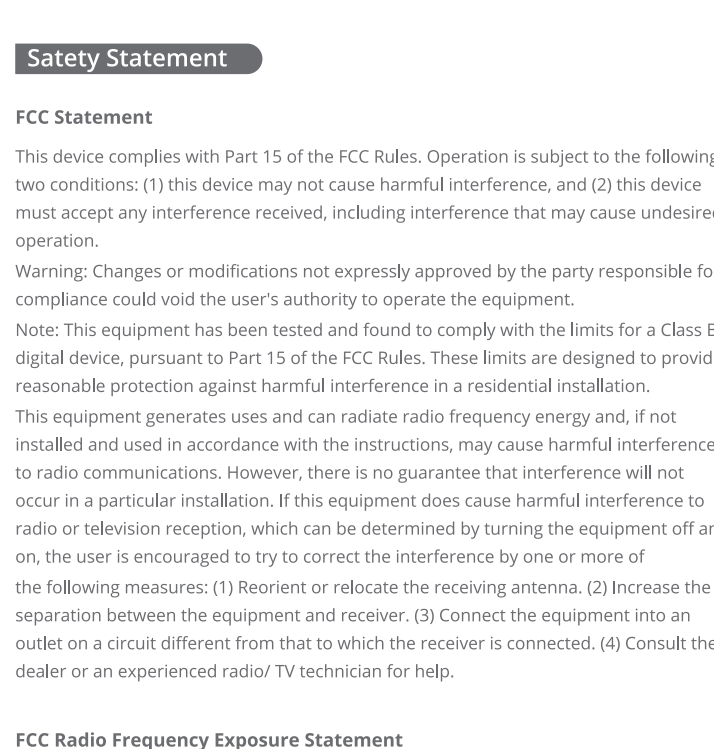 Satety Statement
FCC Statement
This device complies with Part 15 of the FCC Rules. Operation is subject to the following
two conditions: (1) this device may not cause harmful interference, and (2) this device
must accept any interference received, including interference that may cause undesired
operation.
Warning: Changes or modifications not expressly approved by the party responsible fo
compliance could void the user's authority to operate the equipment.
Note: This equipment has been tested and found to comply with the limits for a Class B
digital device, pursuant to Part 15 of the FCC Rules. These limits are designed to provid
reasonable protection against harmful interference in a residential installation.
This equipment generates uses and can radiate radio frequency energy and, if not
installed and used in accordance with the instructions, may cause harmful interference
to radio communications. However, there is no guarantee that interference will not
occur in a particular installation. If this equipment does cause harmful interference to
radio or television reception, which can be determined by turning the equipment off an
on, the user is encouraged to try to correct the interference by one or more of
the following measures: (1) Reorient or relocate the receiving antenna. (2) Increase the
separation between the equipment and receiver. (3) Connect the equipment into an
outlet on a circuit different from that to which the receiver is connected. (4) Consult the
dealer or an experienced radio/ TV technician for help.
FCC Radio Frequency Exposure Statement